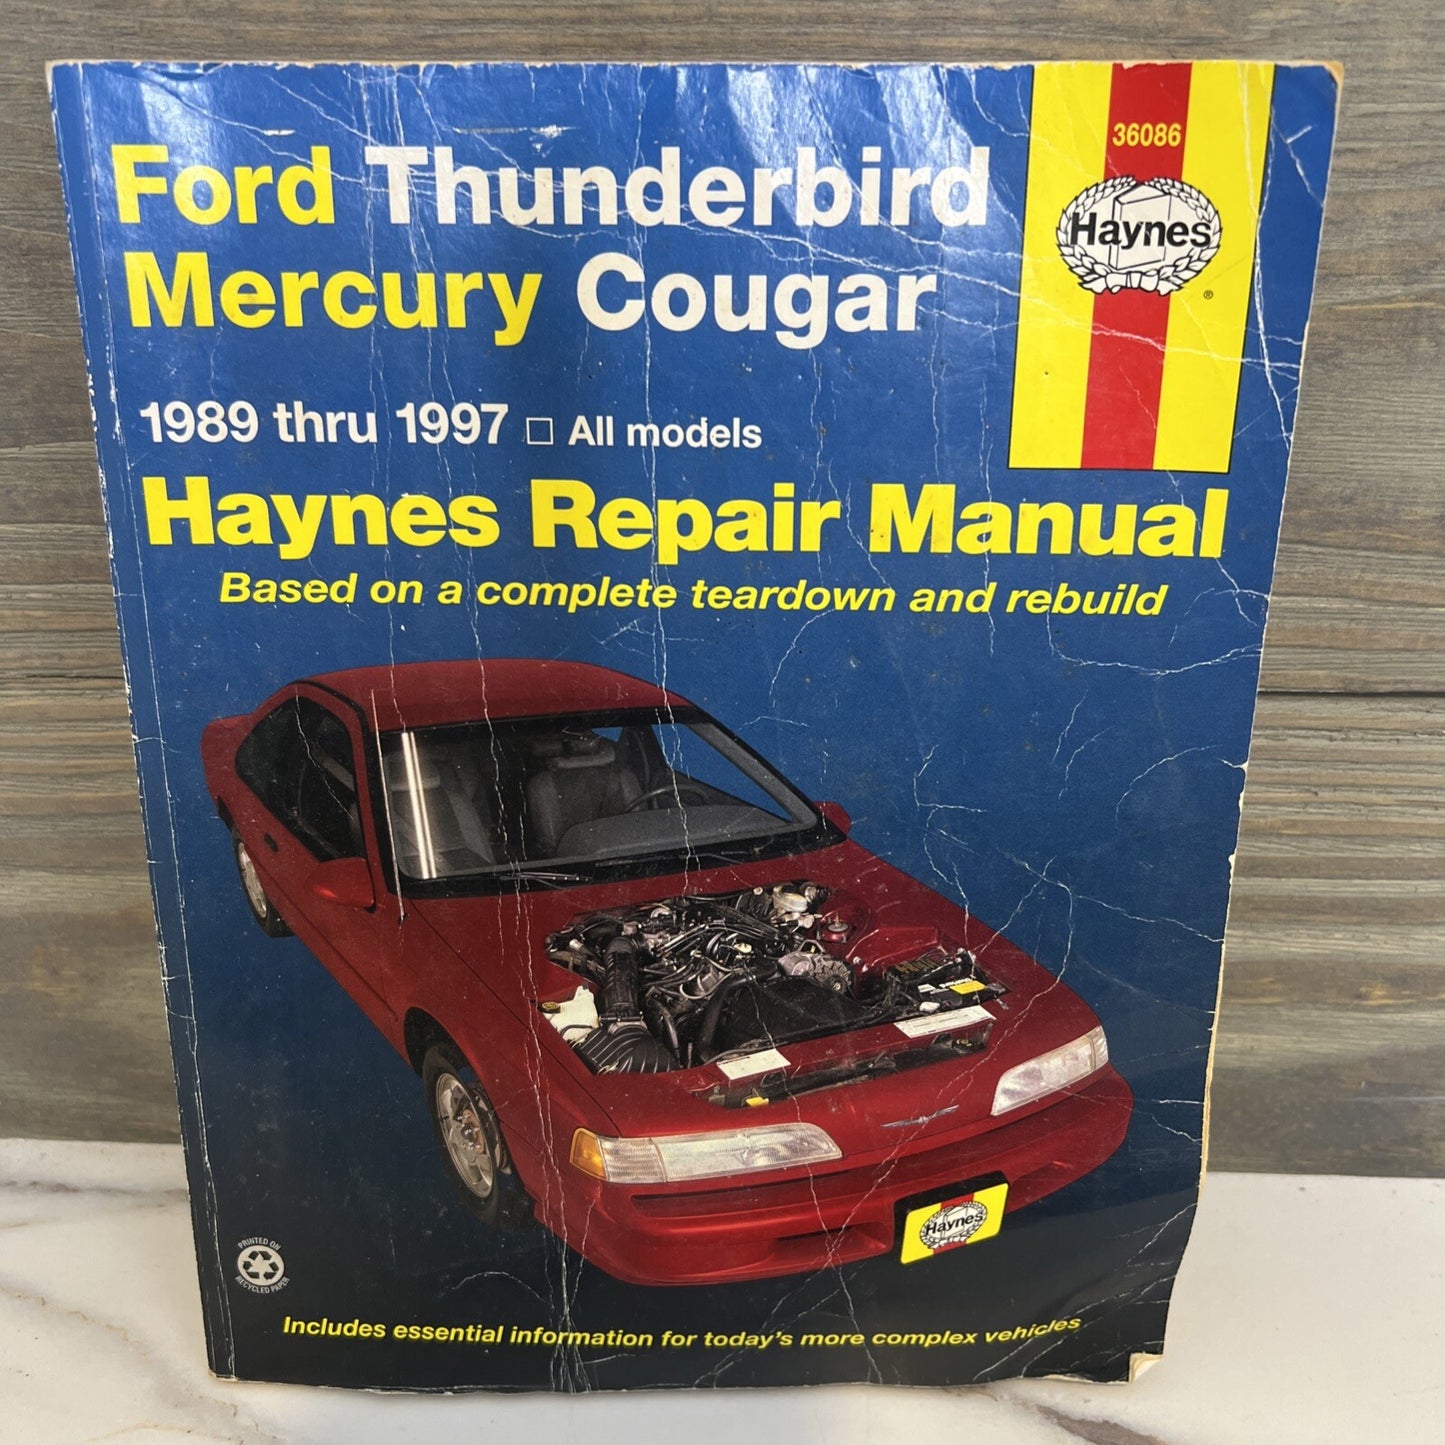 36086
Haynes
®
Ford Thunderbird
Mercury Cougar
1989 thru 1997 □ All models
Haynes Repair Manual
Based on a complete teardown and rebuild
Haynes
PRINTED ON
RECYCLED PAPER
Includes essential information for today's more complex vehicles